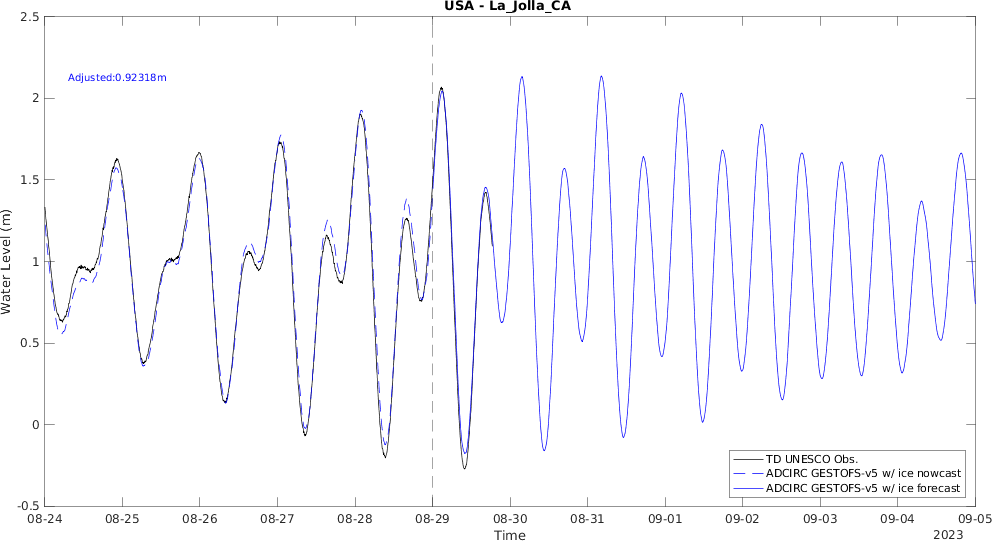 USA - La_Jolla_CA
Adjusted:0.92318m
2.5
2
1.5
1
0.5
0
-0.5
Water Level (m)
08-24 08-25 08-26 08-27 08-28 08-29 08-30 08-31 09-01 09-02 09-03 09-04 09-05
Time
2023
TD UNESCO Obs.
ADCIRC GESTOFS-v5 w/ ice nowcast
ADCIRC GESTOFS-v5 w/ ice forecast